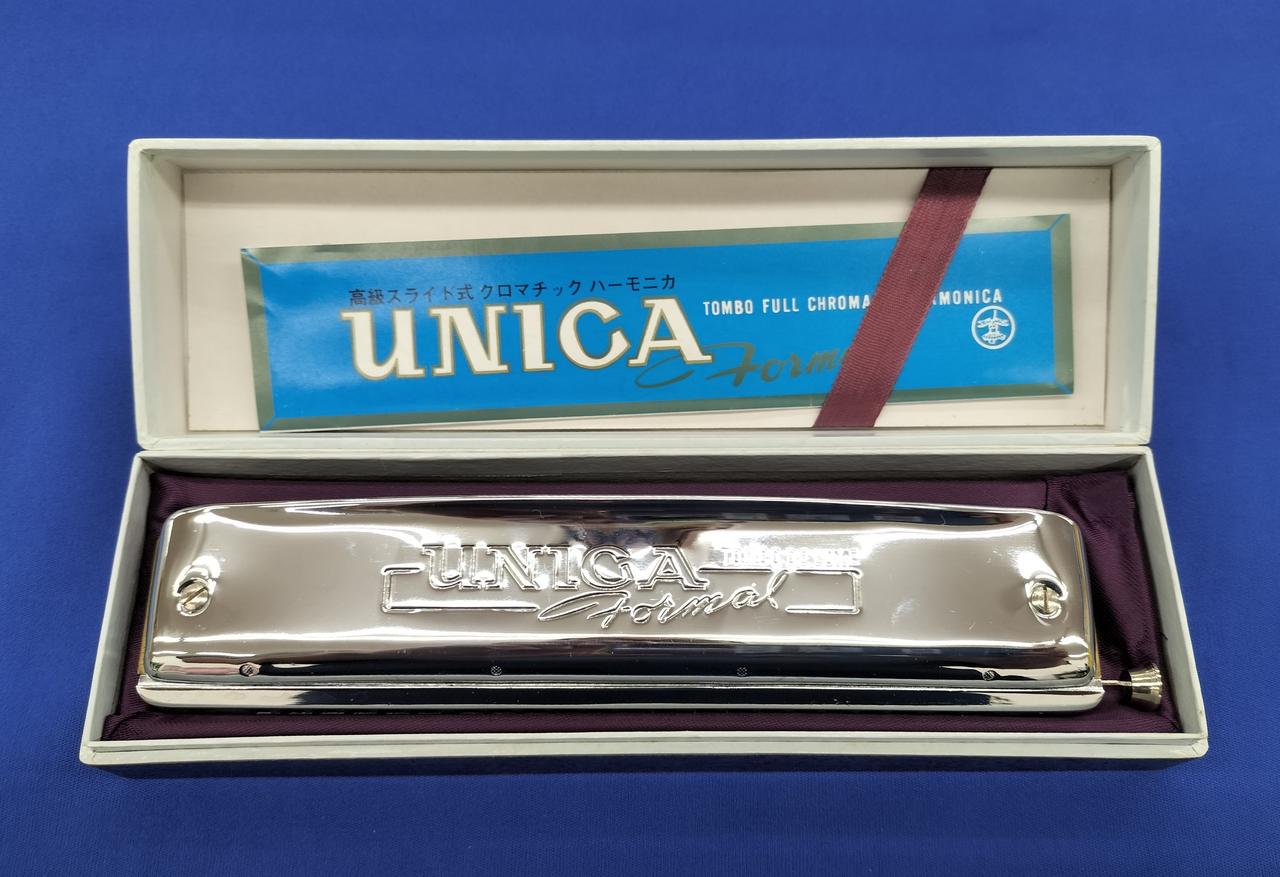 高級スライド式 クロマチック ハーモニカ
UNICA
TOMBO FULL CHROMA MONICA
Form
UNICA
Formal